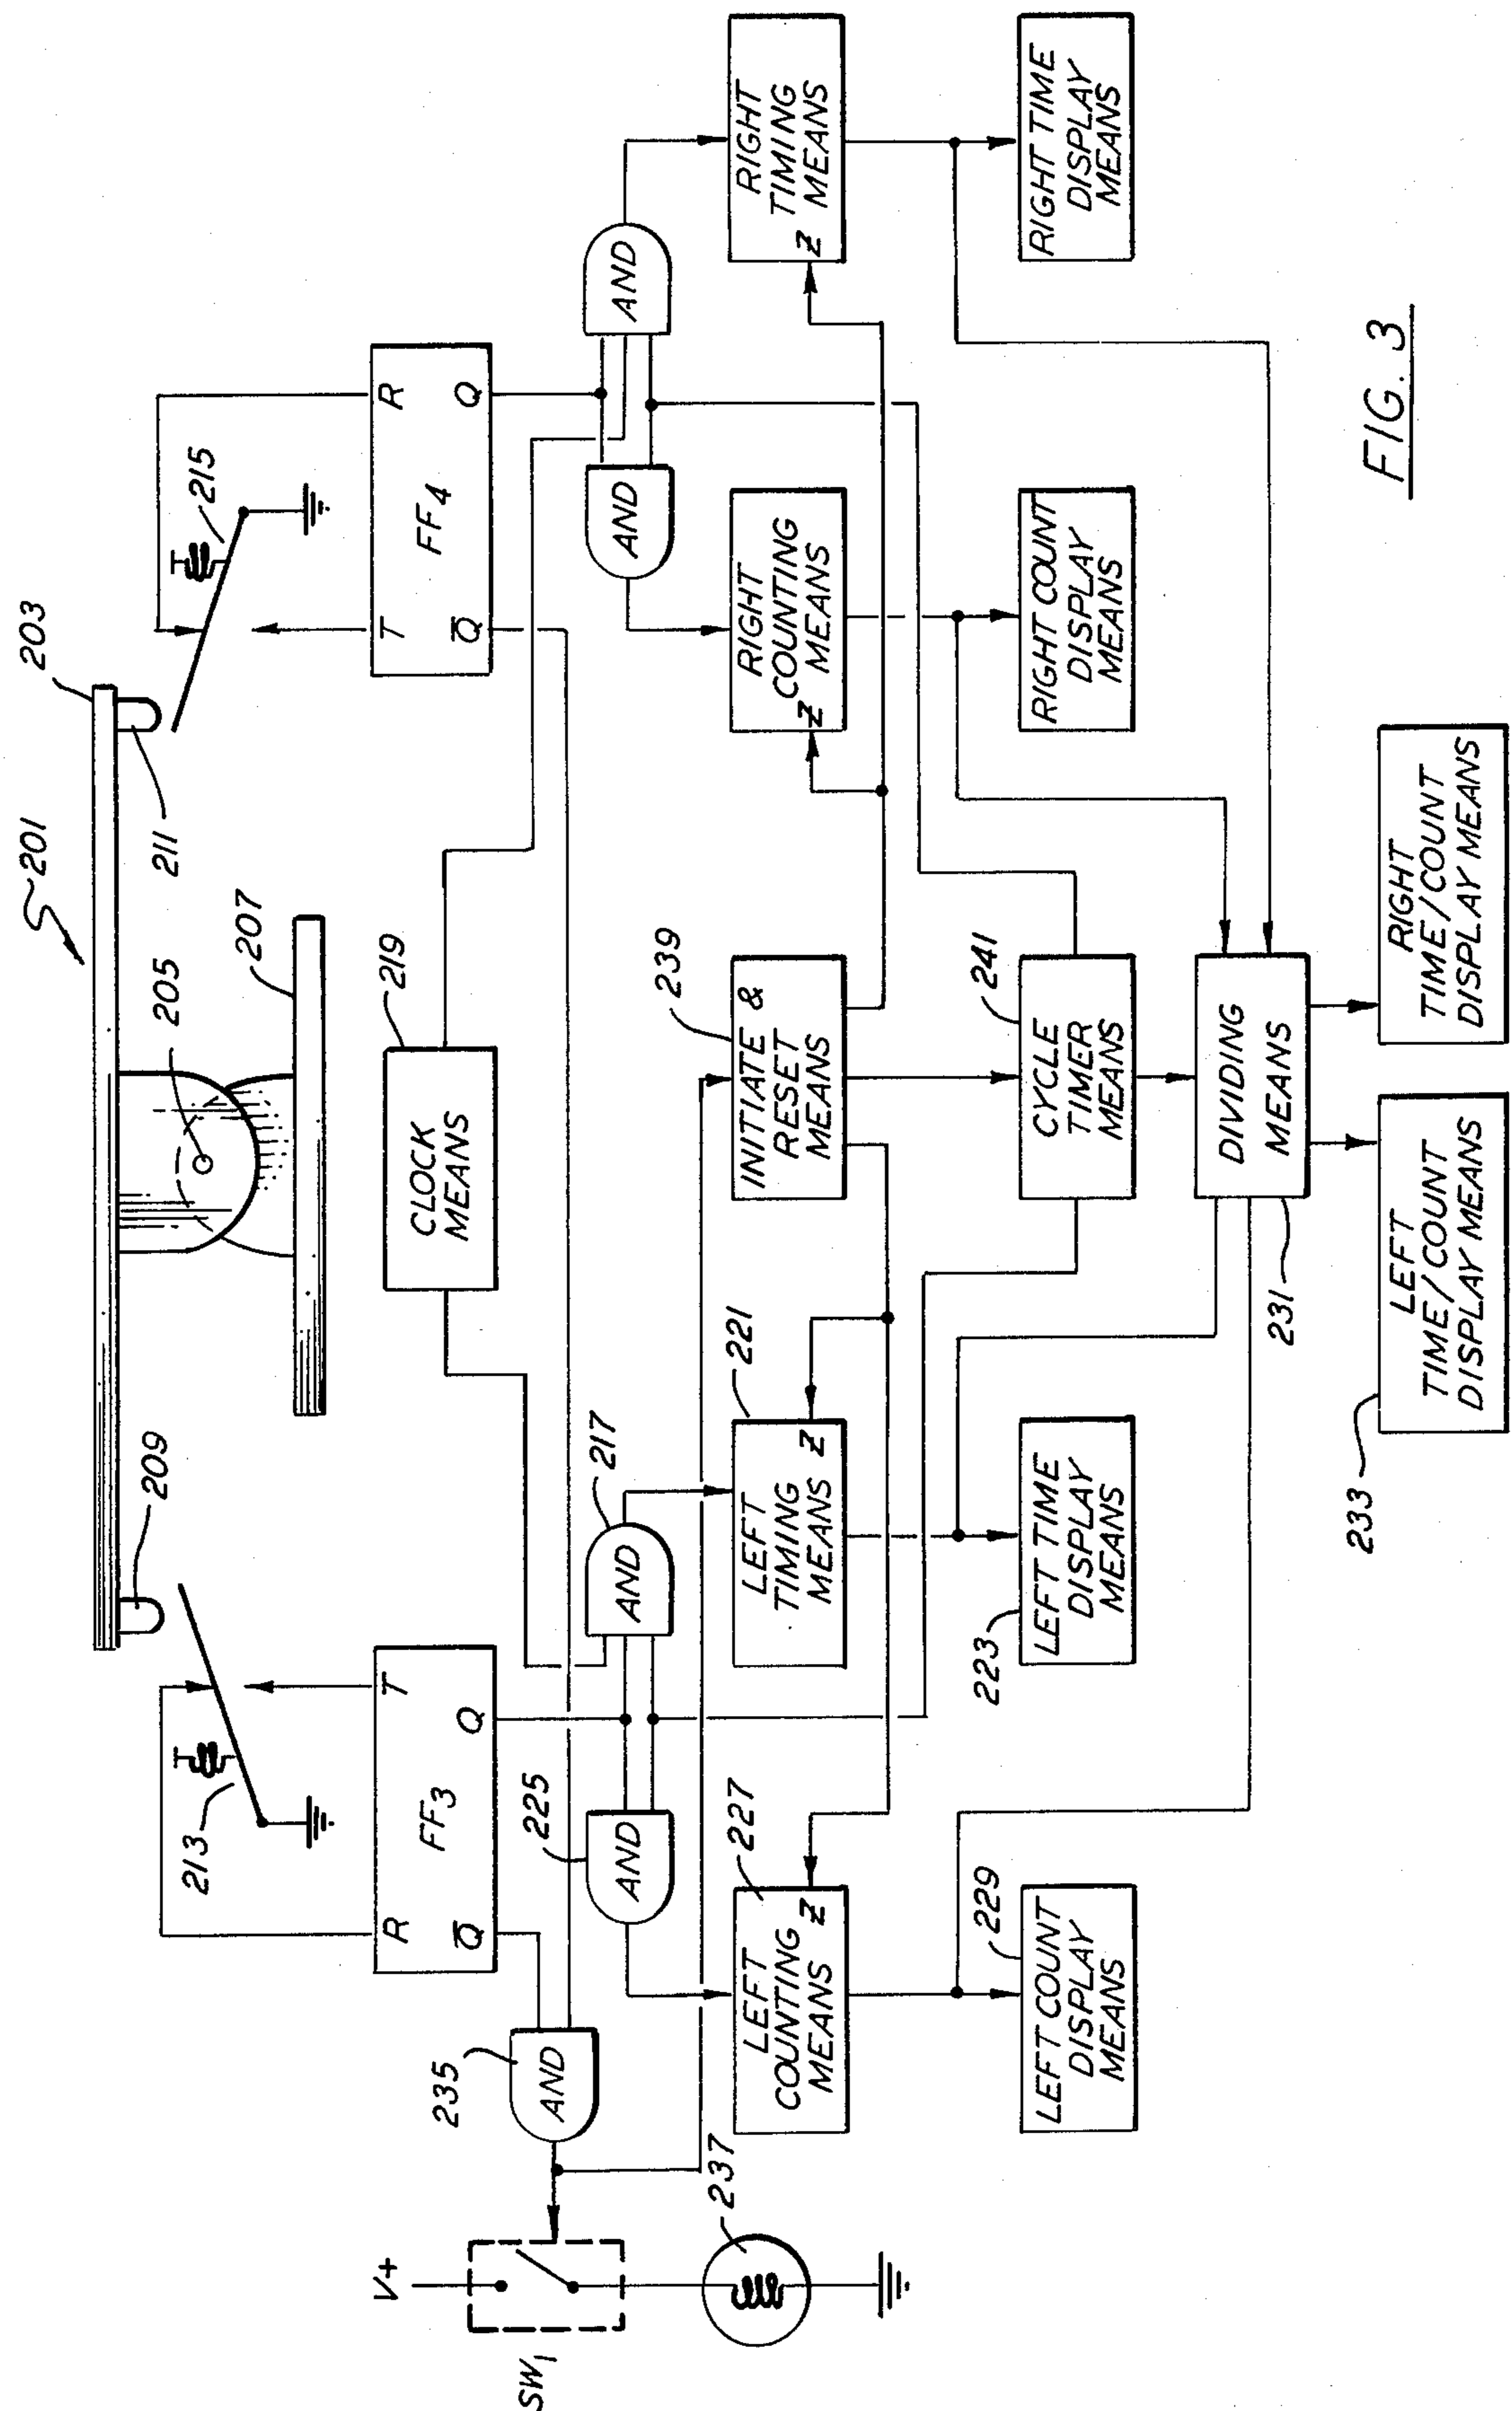 201
203
205
207
209
211
213
215
R
T
FF3
Q̅
Q
T
R
FF4
Q̅
Q
219
CLOCK
MEANS
V+
SW1
235
AND
225
AND
217
AND
AND
AND
237
227
LEFT
COUNTING
MEANS
Z
221
LEFT
TIMING
MEANS
Z
239
INITIATE &
RESET
MEANS
RIGHT
COUNTING
MEANS
Z
RIGHT
TIMING
MEANS
Z
229
LEFT COUNT
DISPLAY
MEANS
223
LEFT TIME
DISPLAY
MEANS
241
CYCLE
TIMER
MEANS
RIGHT COUNT
DISPLAY
MEANS
RIGHT TIME
DISPLAY
MEANS
231
DIVIDING
MEANS
233
LEFT
TIME/COUNT
DISPLAY MEANS
RIGHT
TIME/COUNT
DISPLAY MEANS
FIG. 3